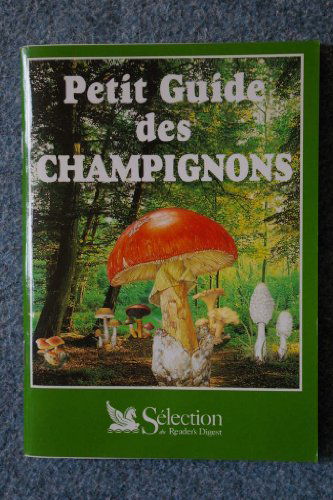 Petit Guide
des
CHAMPIGNONS
Sélection
du Reader's Digest